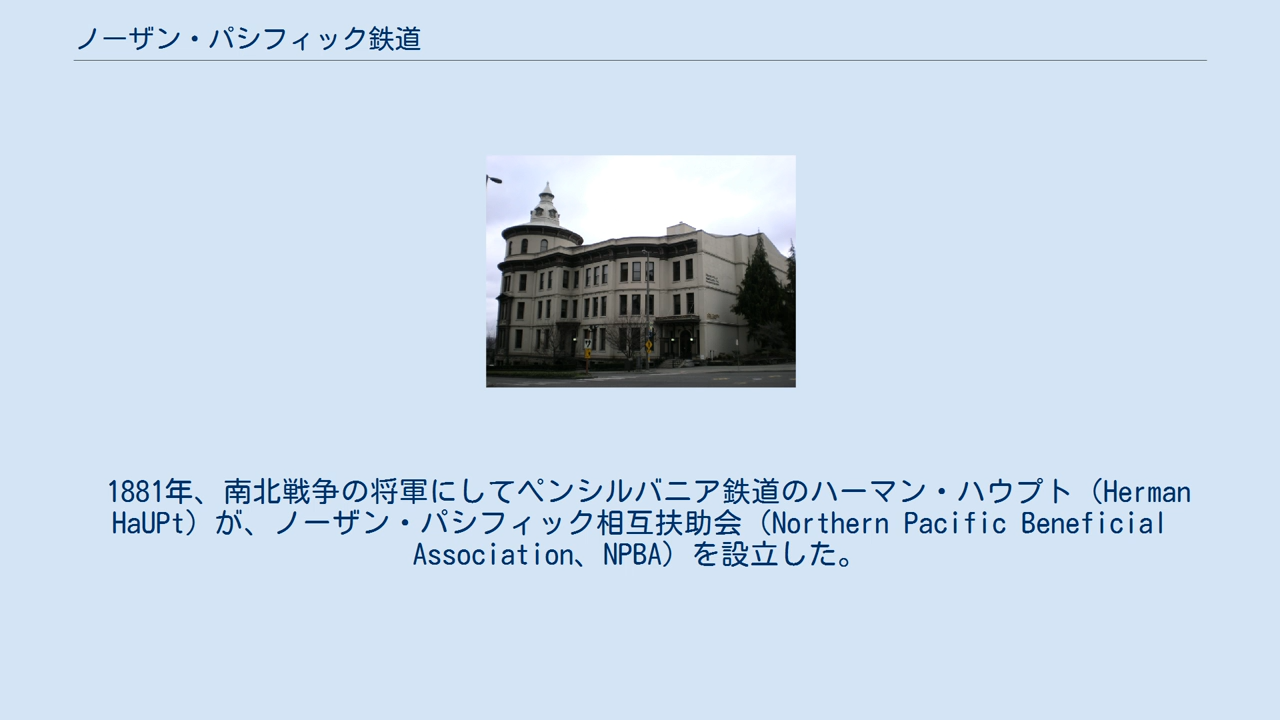 ノーザン・パシフィック鉄道
1881年、南北戦争の将軍にしてペンシルバニア鉄道のハーマン・ハウプト（Herman
HaUPt）が、ノーザン・パシフィック相互扶助会（Northern Pacific Beneficial
Association、NPBA）を設立した。